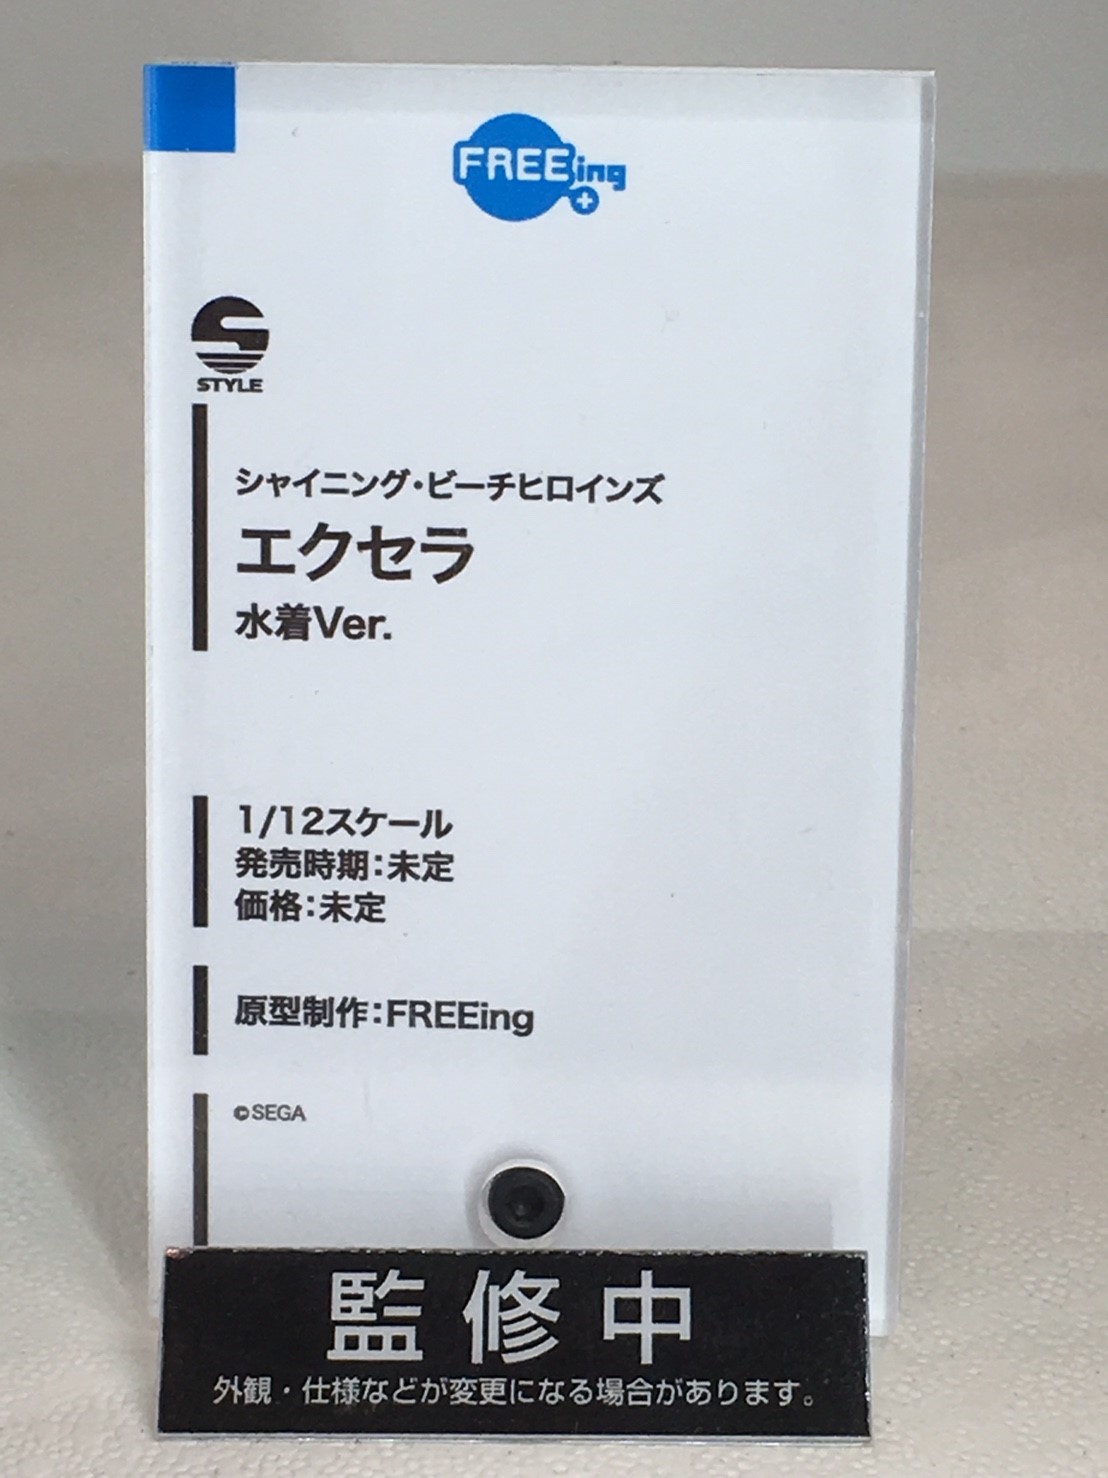 FREEing
S
STYLE
シャイニング・ビーチヒロインズ
エクセラ
水着Ver.
1/12スケール
発売時期：未定
価格：未定
原型制作：FREEing
©SEGA
監修中
外観・仕様などが変更になる場合があります。